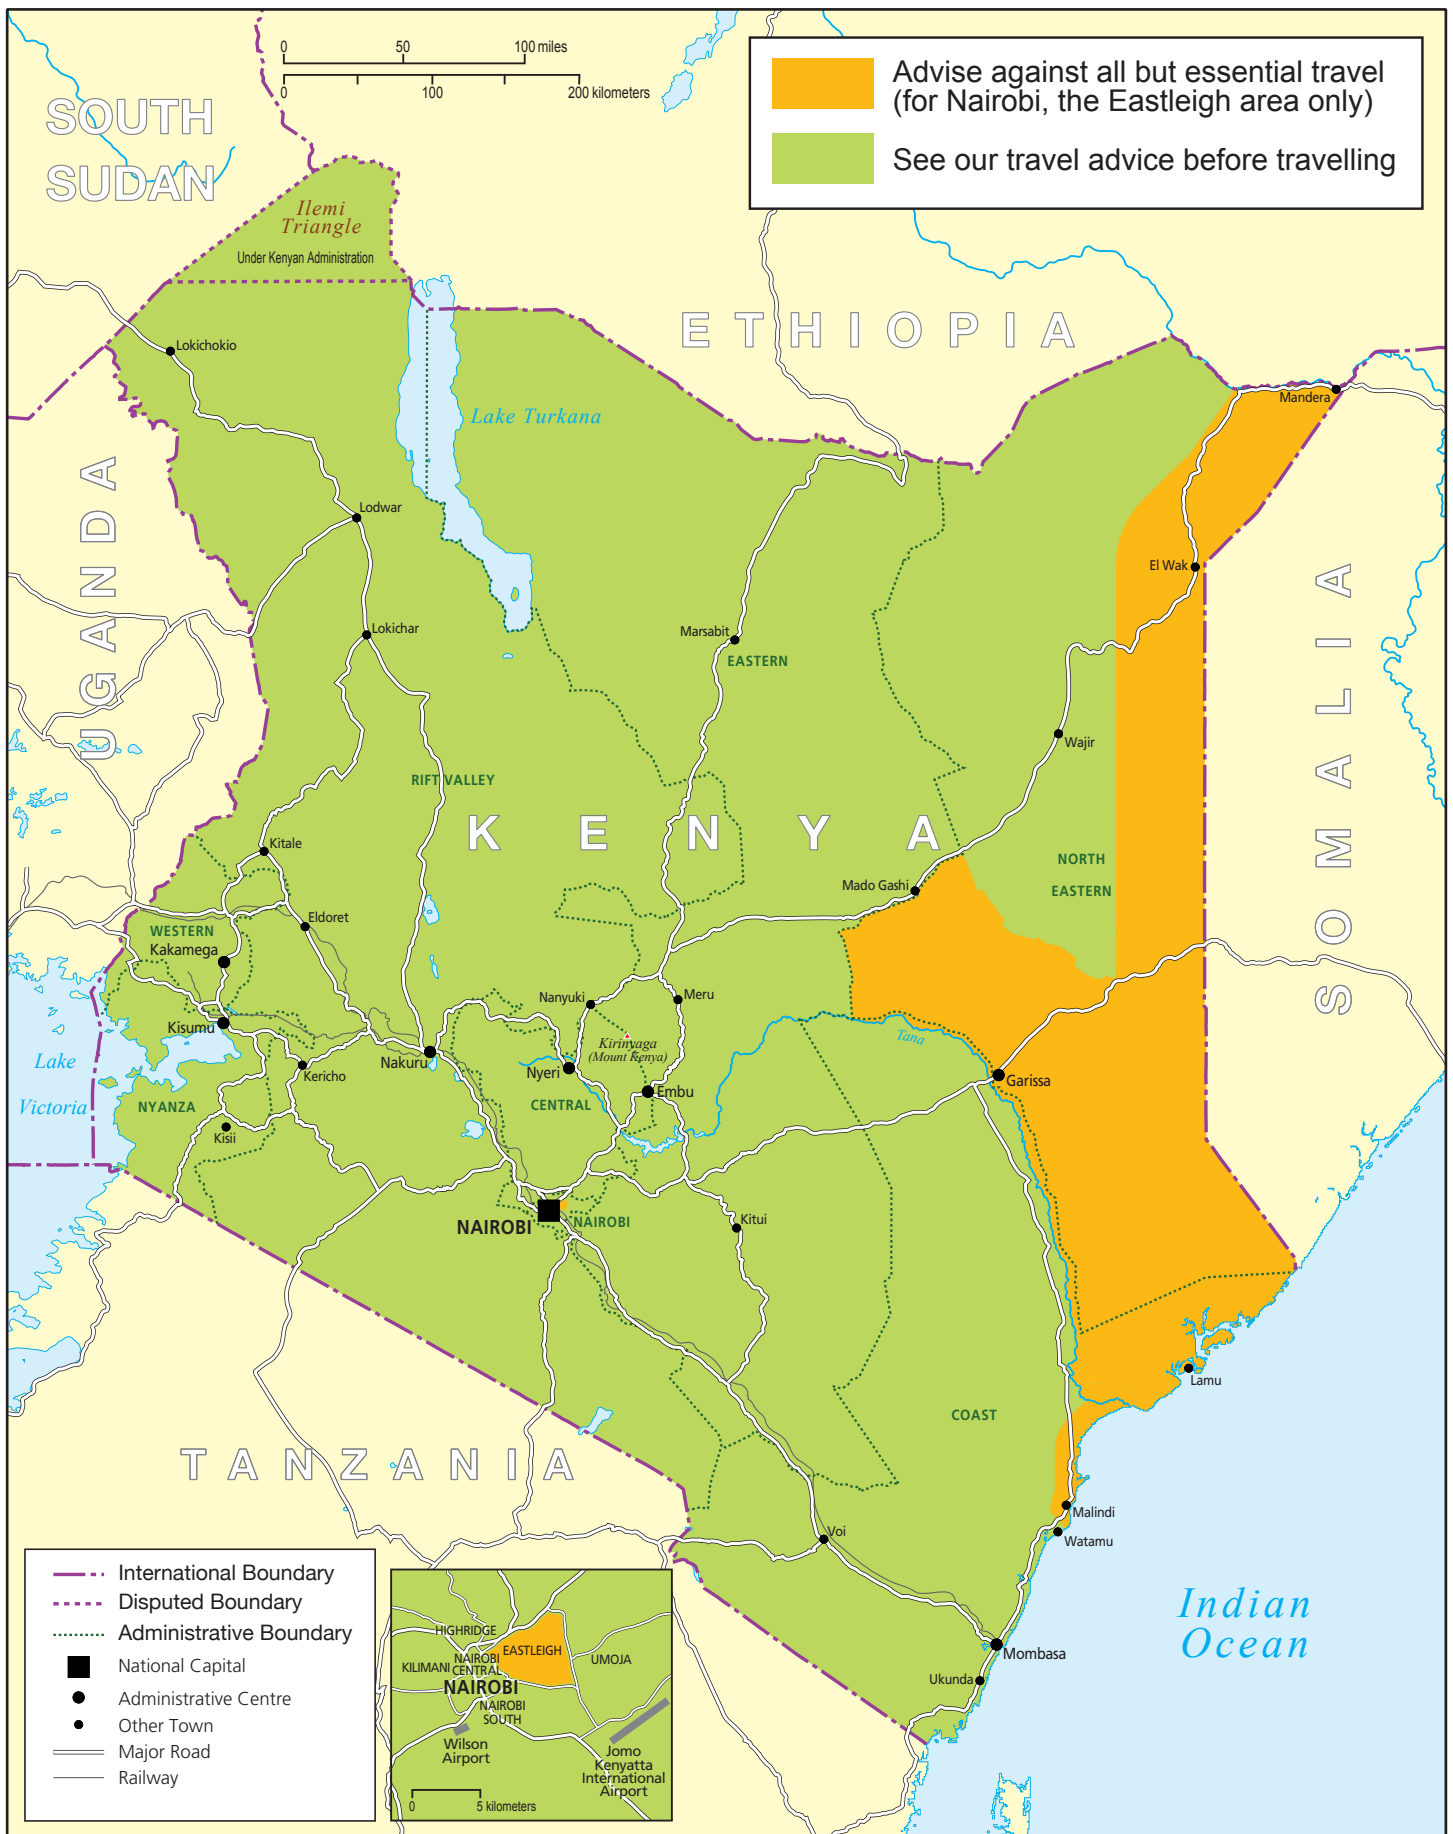 0 50 100 miles
0 100 200 kilometers
Advise against all but essential travel
(for Nairobi, the Eastleigh area only)
See our travel advice before travelling
SOUTH
SUDAN
Ilemi
Triangle
Under Kenyan Administration
ETHIOPIA
Lokichokio
Mandera
Lake Turkana
UGANDA
Lodwar
El Wak
SOMALIA
Lokichar
Marsabit
EASTERN
Wajir
RIFT VALLEY
KENYA
Kitale
NORTH
EASTERN
Mado Gashi
Eldoret
WESTERN
Kakamega
Nanyuki
Meru
Kisumu
Kirinyaga
(Mount Kenya)
Tana
Lake
Victoria
Nakuru
Kericho
Nyeri
Embu
Garissa
NYANZA
CENTRAL
Kisii
NAIROBI
NAIROBI
Kitui
Lamu
COAST
TANZANIA
Malindi
Watamu
Voi
Indian
Ocean
Mombasa
Ukunda
International Boundary
Disputed Boundary
Administrative Boundary
National Capital
Administrative Centre
Other Town
Major Road
Railway
HIGHRIDGE
EASTLEIGH
KILIMANI
NAIROBI
CENTRAL
UMOJA
NAIROBI
NAIROBI
SOUTH
Wilson
Airport
Jomo
Kenyatta
International
Airport
0 5 kilometers